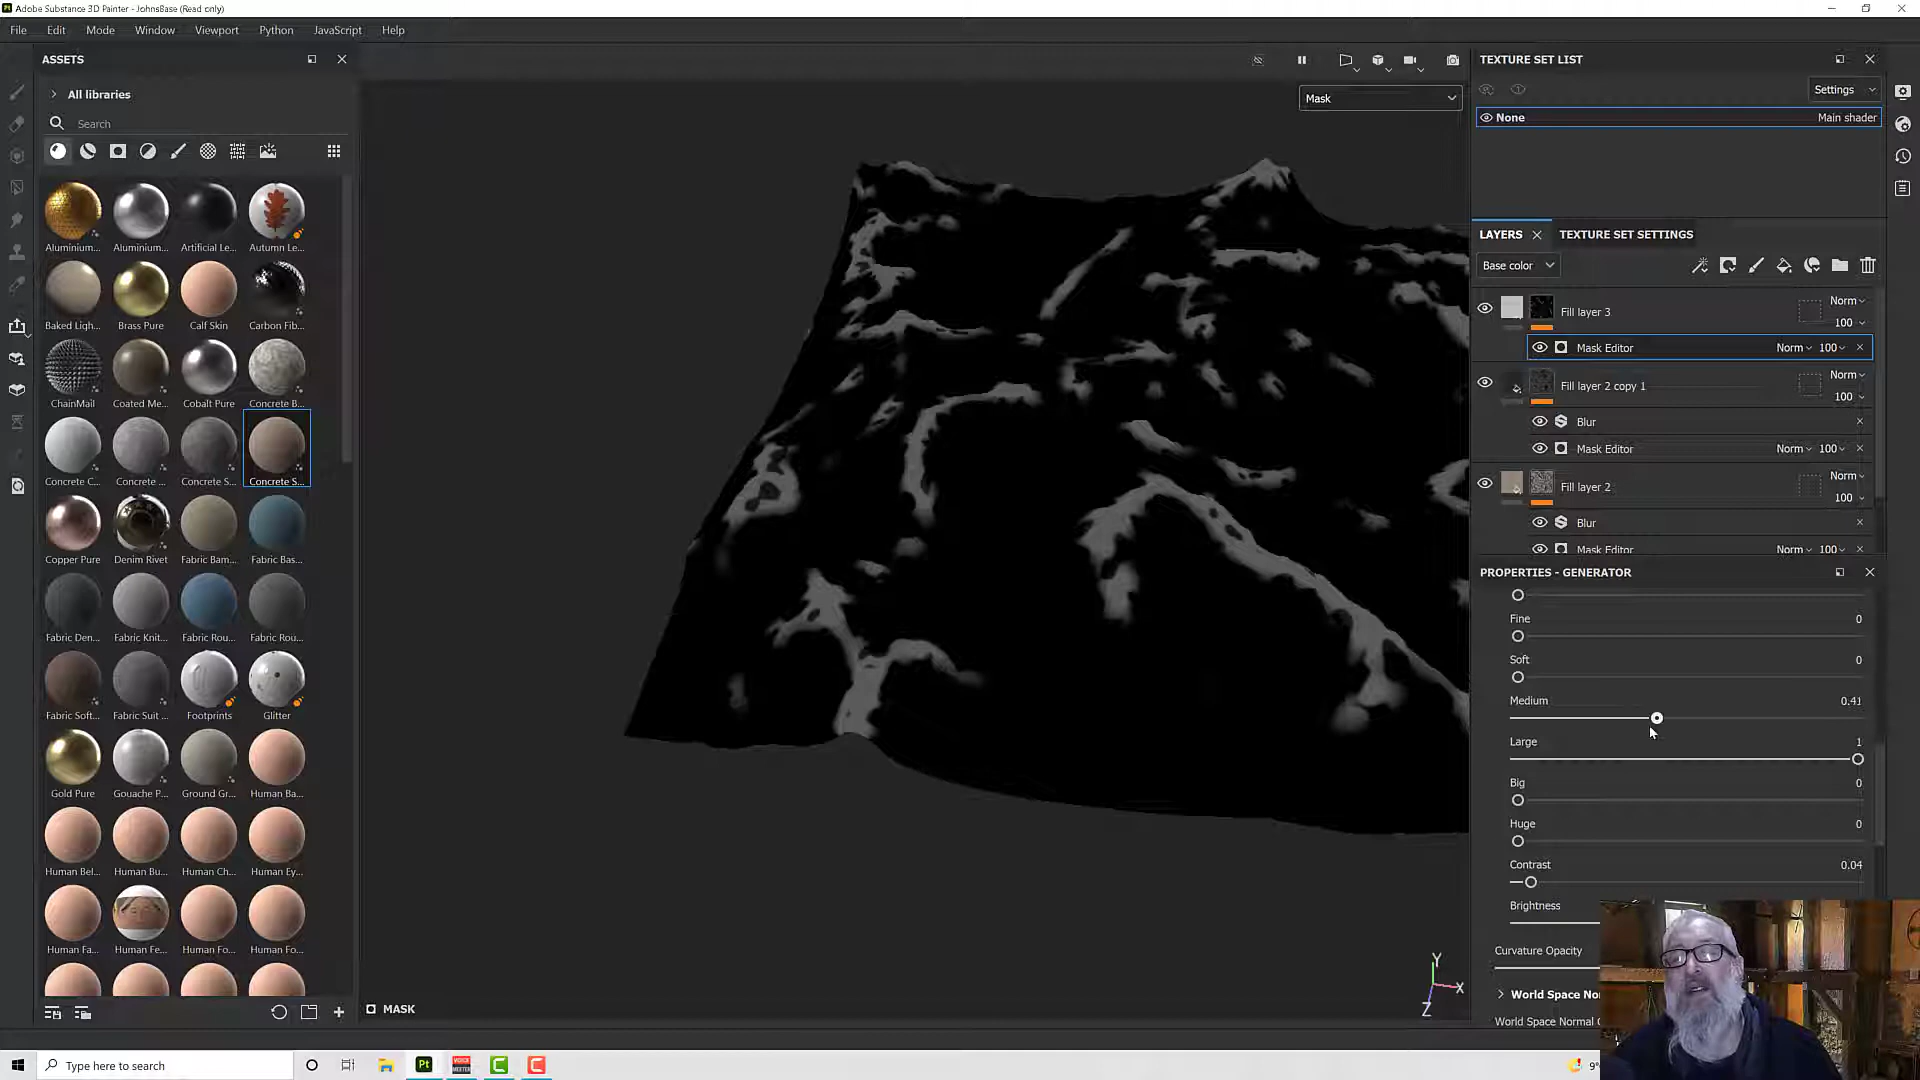 Adobe Substance 3D Painter - JohnsBase (Read only)
File Edit Mode Window Viewport Python JavaScript Help
ASSETS
All libraries
Search
Aluminium... Aluminium... Artificial Le... Autumn Le...
Baked Ligh... Brass Pure Calf Skin Carbon Fib...
ChainMail Coated Me... Cobalt Pure Concrete B...
Concrete C... Concrete ... Concrete S... Concrete S...
Copper Pure Denim Rivet Fabric Bam... Fabric Bas...
Fabric Den... Fabric Knit... Fabric Rou... Fabric Rou...
Fabric Soft... Fabric Suit ... Footprints Glitter
Gold Pure Gouache P... Ground Gr... Human Ba...
Human Bel... Human Bu... Human Ch... Human Ey...
Human Fa... Human Fe... Human Fo... Human Fo...
Mask
MASK
Y
X
Z
TEXTURE SET LIST
Settings
None Main shader
LAYERS TEXTURE SET SETTINGS
Base color
Fill layer 3 Norm
100
Mask Editor Norm 100
Fill layer 2 copy 1 Norm
100
Blur
Mask Editor Norm 100
Fill layer 2 Norm
100
Blur
Mask Editor Norm 100
PROPERTIES - GENERATOR
Fine 0
Soft 0
Medium 0.41
Large 1
Big 0
Huge 0
Contrast 0.04
Brightness
Curvature Opacity
World Space No
World Space Normal
Type here to search
Pt
VOICE MEETER
9°